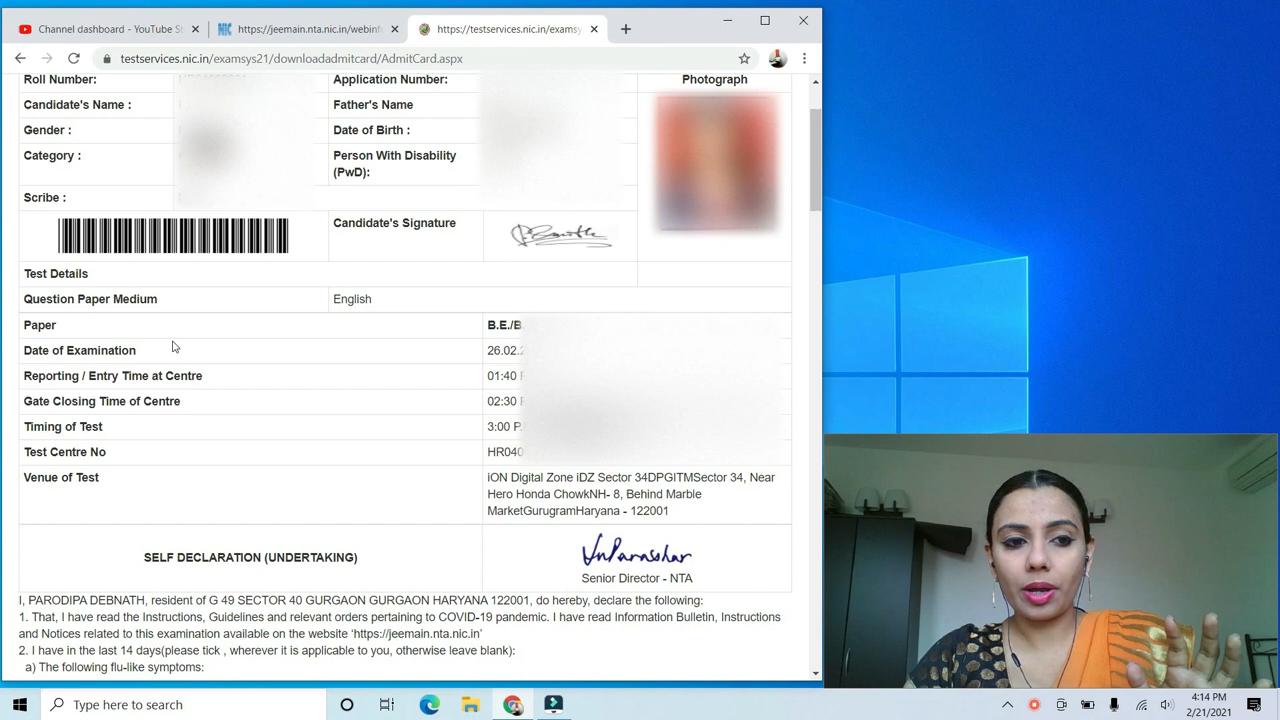 Channel dashboard - YouTube St
https://jeemain.nta.nic.in/webinfo
https://testservices.nic.in/examsy
testservices.nic.in/examsys21/downloadadmitcard/AdmitCard.aspx
Roll Number:
Application Number:
Photograph
Candidate's Name :
Father's Name
Gender :
Date of Birth :
Category :
Person With Disability
(PwD):
Scribe :
Candidate's Signature
Test Details
Question Paper Medium English
Paper B.E./B.
Date of Examination 26.02.
Reporting / Entry Time at Centre 01:40
Gate Closing Time of Centre 02:30
Timing of Test 3:00 P.
Test Centre No HR040
Venue of Test
iON Digital Zone iDZ Sector 34DPGITMSector 34, Near
Hero Honda ChowkNH- 8, Behind Marble
MarketGurugramHaryana - 122001
SELF DECLARATION (UNDERTAKING)
Senior Director - NTA
I, PARODIPA DEBNATH, resident of G 49 SECTOR 40 GURGAON GURGAON HARYANA 122001, do hereby, declare the following:
1. That, I have read the Instructions, Guidelines and relevant orders pertaining to COVID-19 pandemic. I have read Information Bulletin, Instructions
and Notices related to this examination available on the website 'https://jeemain.nta.nic.in'
2. I have in the last 14 days(please tick , wherever it is applicable to you, otherwise leave blank):
a) The following flu-like symptoms:
Type here to search
4:14 PM
2/21/2021